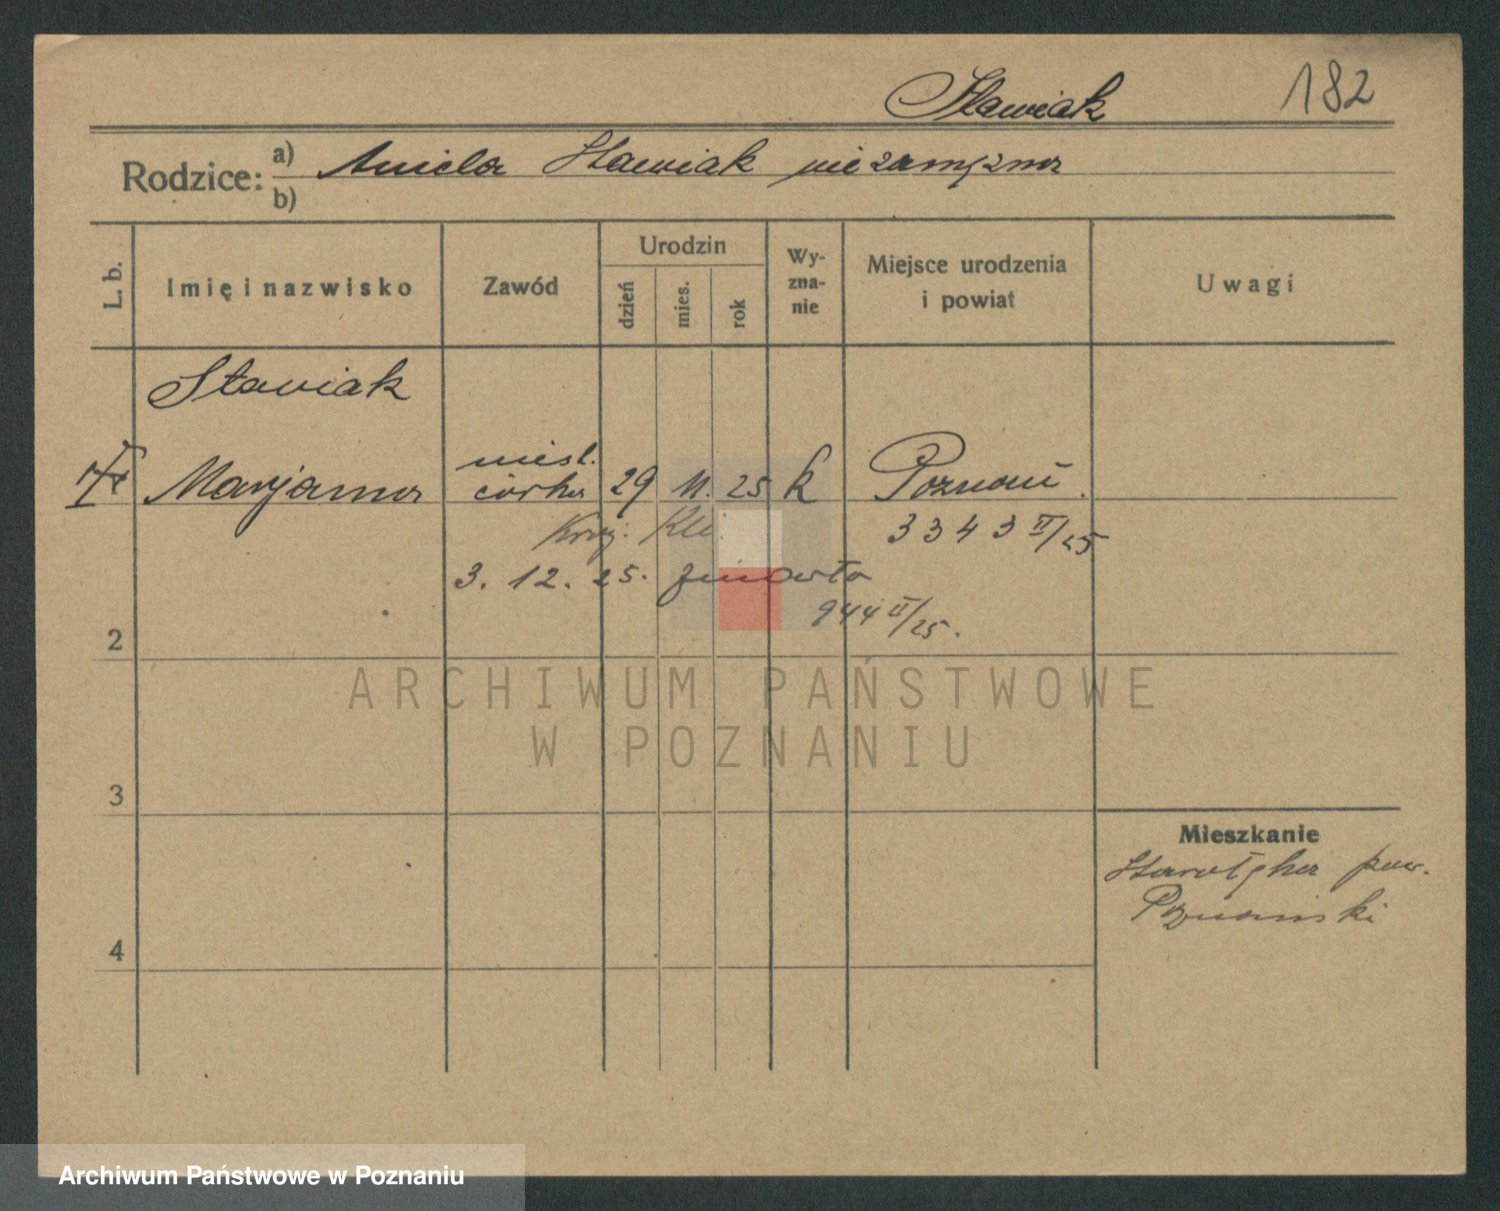 Stawiak 182
Rodzice: a) Aniela Stawiak niezamężna
b)
L. b. Imię i nazwisko Zawód Urodzin dzień mies. rok Wy-zna-nie Miejsce urodzenia i powiat Uwagi
Stawiak
Marjanna nieśl. córka 29 11. 25 k Poznań.
3343 II/25
3. 12. 25. zmarła
944 II/25.
2
ARCHIWUM PAŃSTWOWE
W POZNANIU
3
Mieszkanie
Starołęka pow.
Poznański
4
Archiwum Państwowe w Poznaniu